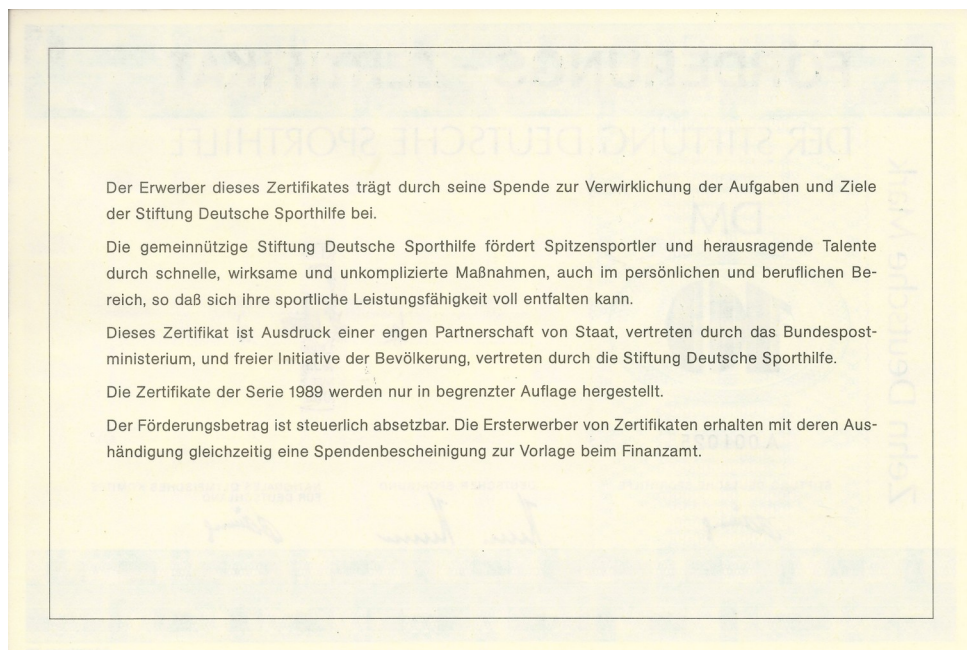 Der Erwerber dieses Zertifikates trägt durch seine Spende zur Verwirklichung der Aufgaben und Ziele
der Stiftung Deutsche Sporthilfe bei.
Die gemeinnützige Stiftung Deutsche Sporthilfe fördert Spitzensportler und herausragende Talente
durch schnelle, wirksame und unkomplizierte Maßnahmen, auch im persönlichen und beruflichen Be-
reich, so daß sich ihre sportliche Leistungsfähigkeit voll entfalten kann.
Dieses Zertifikat ist Ausdruck einer engen Partnerschaft von Staat, vertreten durch das Bundespost-
ministerium, und freier Initiative der Bevölkerung, vertreten durch die Stiftung Deutsche Sporthilfe.
Die Zertifikate der Serie 1989 werden nur in begrenzter Auflage hergestellt.
Der Förderungsbetrag ist steuerlich absetzbar. Die Ersterwerber von Zertifikaten erhalten mit deren Aus-
händigung gleichzeitig eine Spendenbescheinigung zur Vorlage beim Finanzamt.